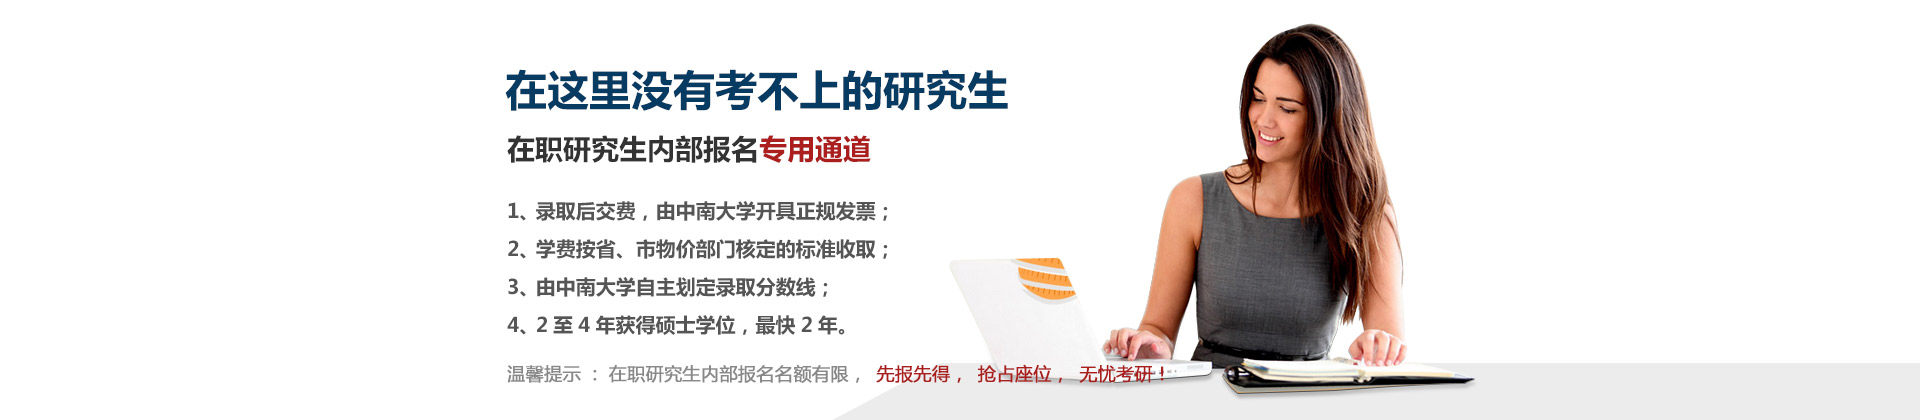 在这里没有考不上的研究生
在职研究生内部报名专用通道
1、录取后交费，由中南大学开具正规发票；
2、学费按省、市物价部门核定的标准收取；
3、由中南大学自主划定录取分数线；
4、2 至 4 年获得硕士学位，最快 2 年。
温馨提示 ： 在职研究生内部报名名额有限， 先报先得， 抢占座位， 无忧考研！